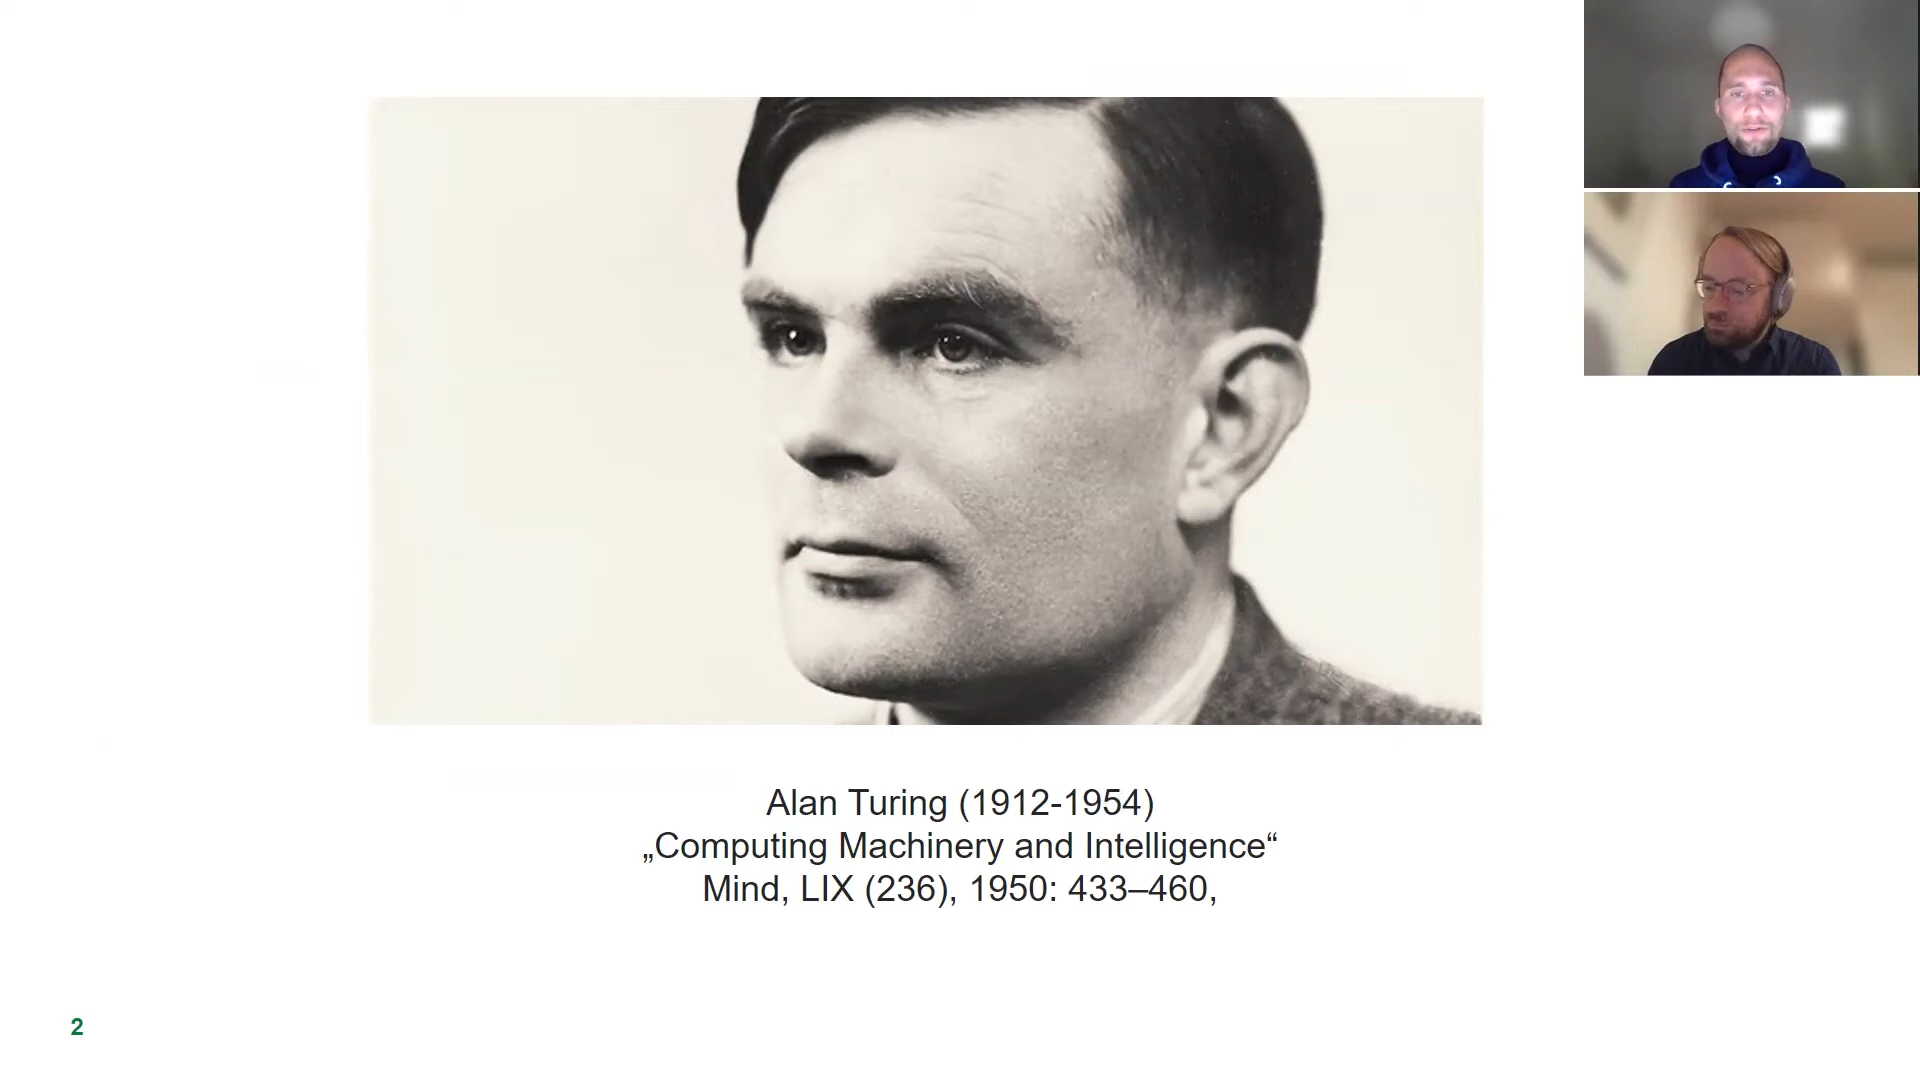 Alan Turing (1912-1954)
„Computing Machinery and Intelligence“
Mind, LIX (236), 1950: 433–460,
2